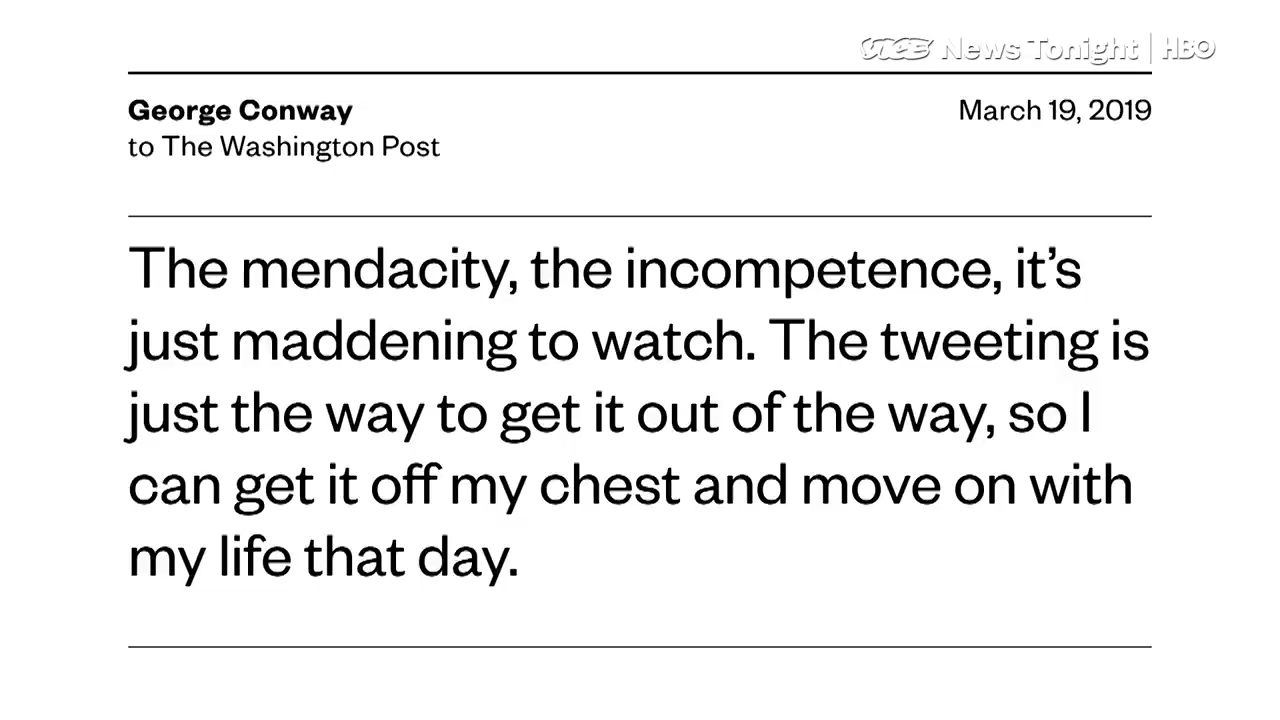 VICE News Tonight | HBO
George Conway March 19, 2019
to The Washington Post
The mendacity, the incompetence, it’s
just maddening to watch. The tweeting is
just the way to get it out of the way, so I
can get it off my chest and move on with
my life that day.